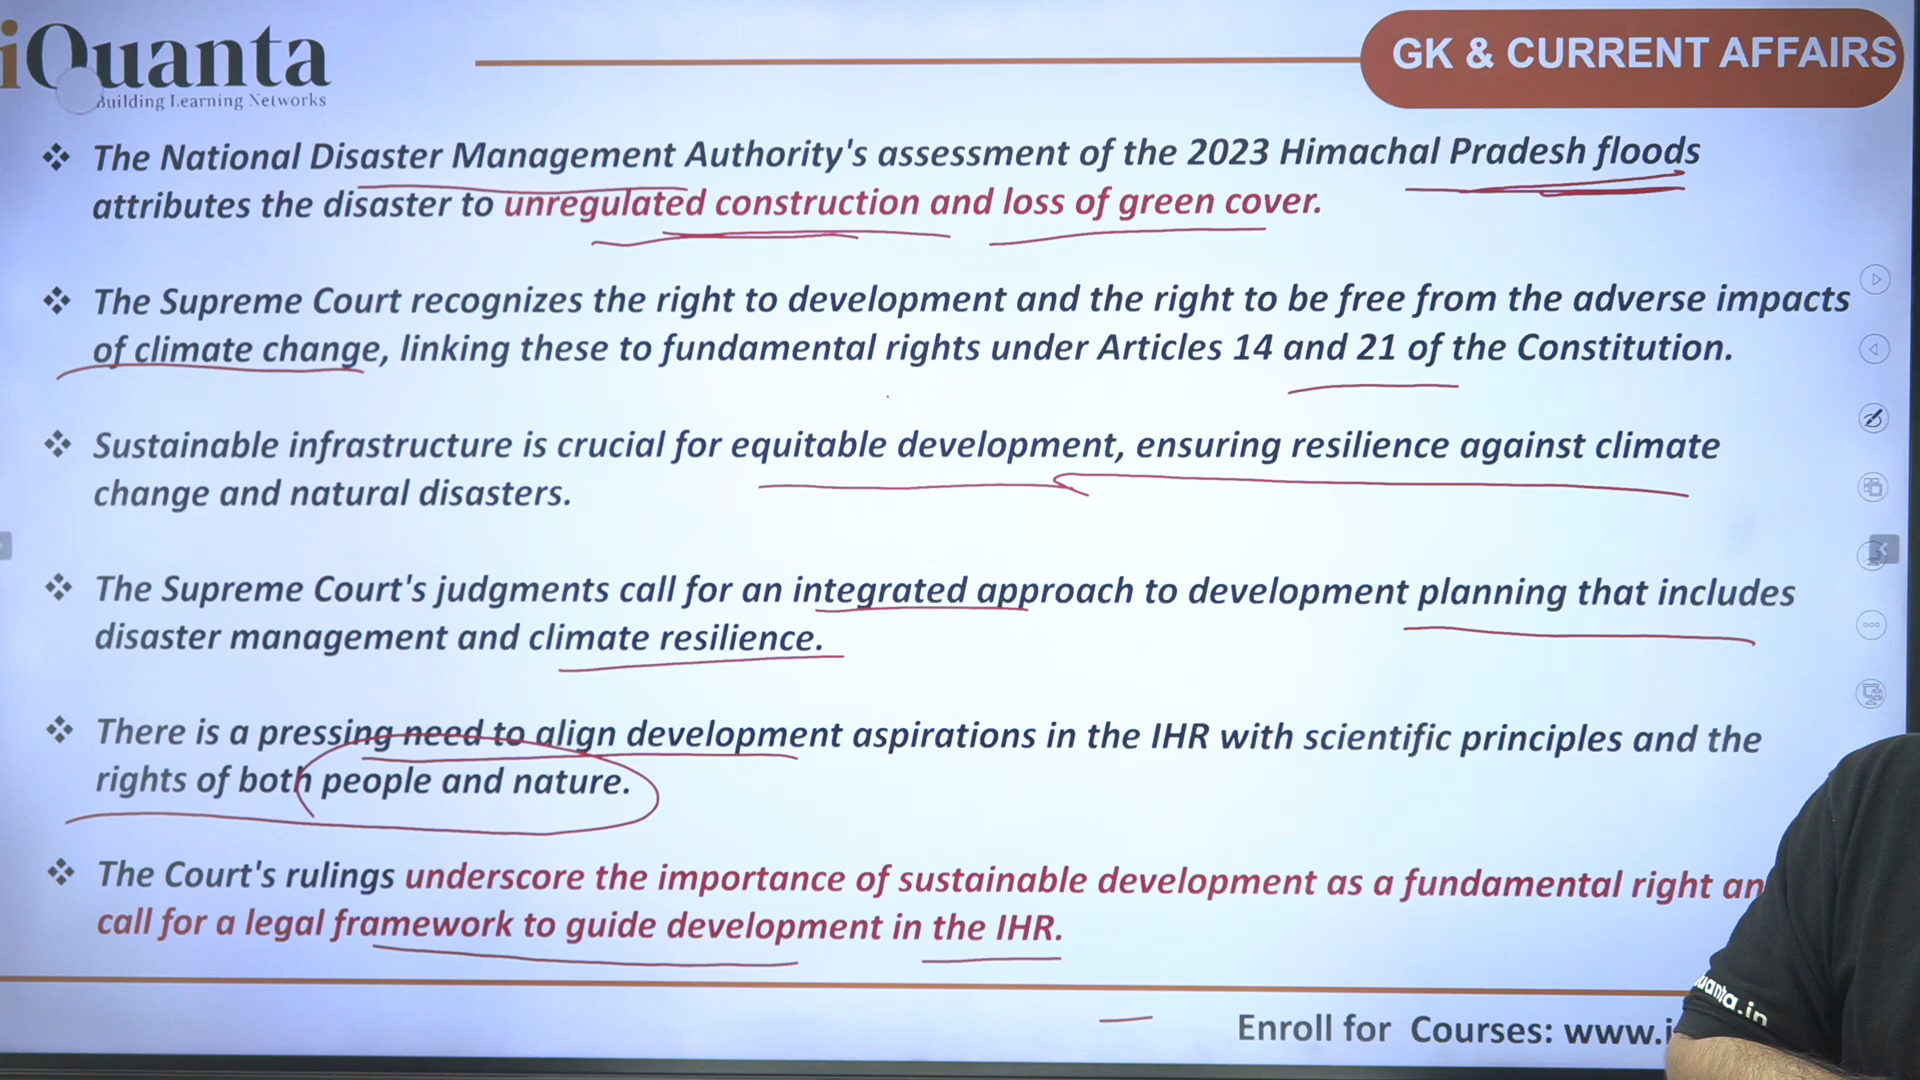 iQuanta
Building Learning Networks
GK & CURRENT AFFAIRS
The National Disaster Management Authority's assessment of the 2023 Himachal Pradesh floods
attributes the disaster to unregulated construction and loss of green cover.
The Supreme Court recognizes the right to development and the right to be free from the adverse impacts
of climate change, linking these to fundamental rights under Articles 14 and 21 of the Constitution.
Sustainable infrastructure is crucial for equitable development, ensuring resilience against climate
change and natural disasters.
The Supreme Court's judgments call for an integrated approach to development planning that includes
disaster management and climate resilience.
There is a pressing need to align development aspirations in the IHR with scientific principles and the
rights of both people and nature.
The Court's rulings underscore the importance of sustainable development as a fundamental right an
call for a legal framework to guide development in the IHR.
uanta.in
Enroll for Courses: www.i